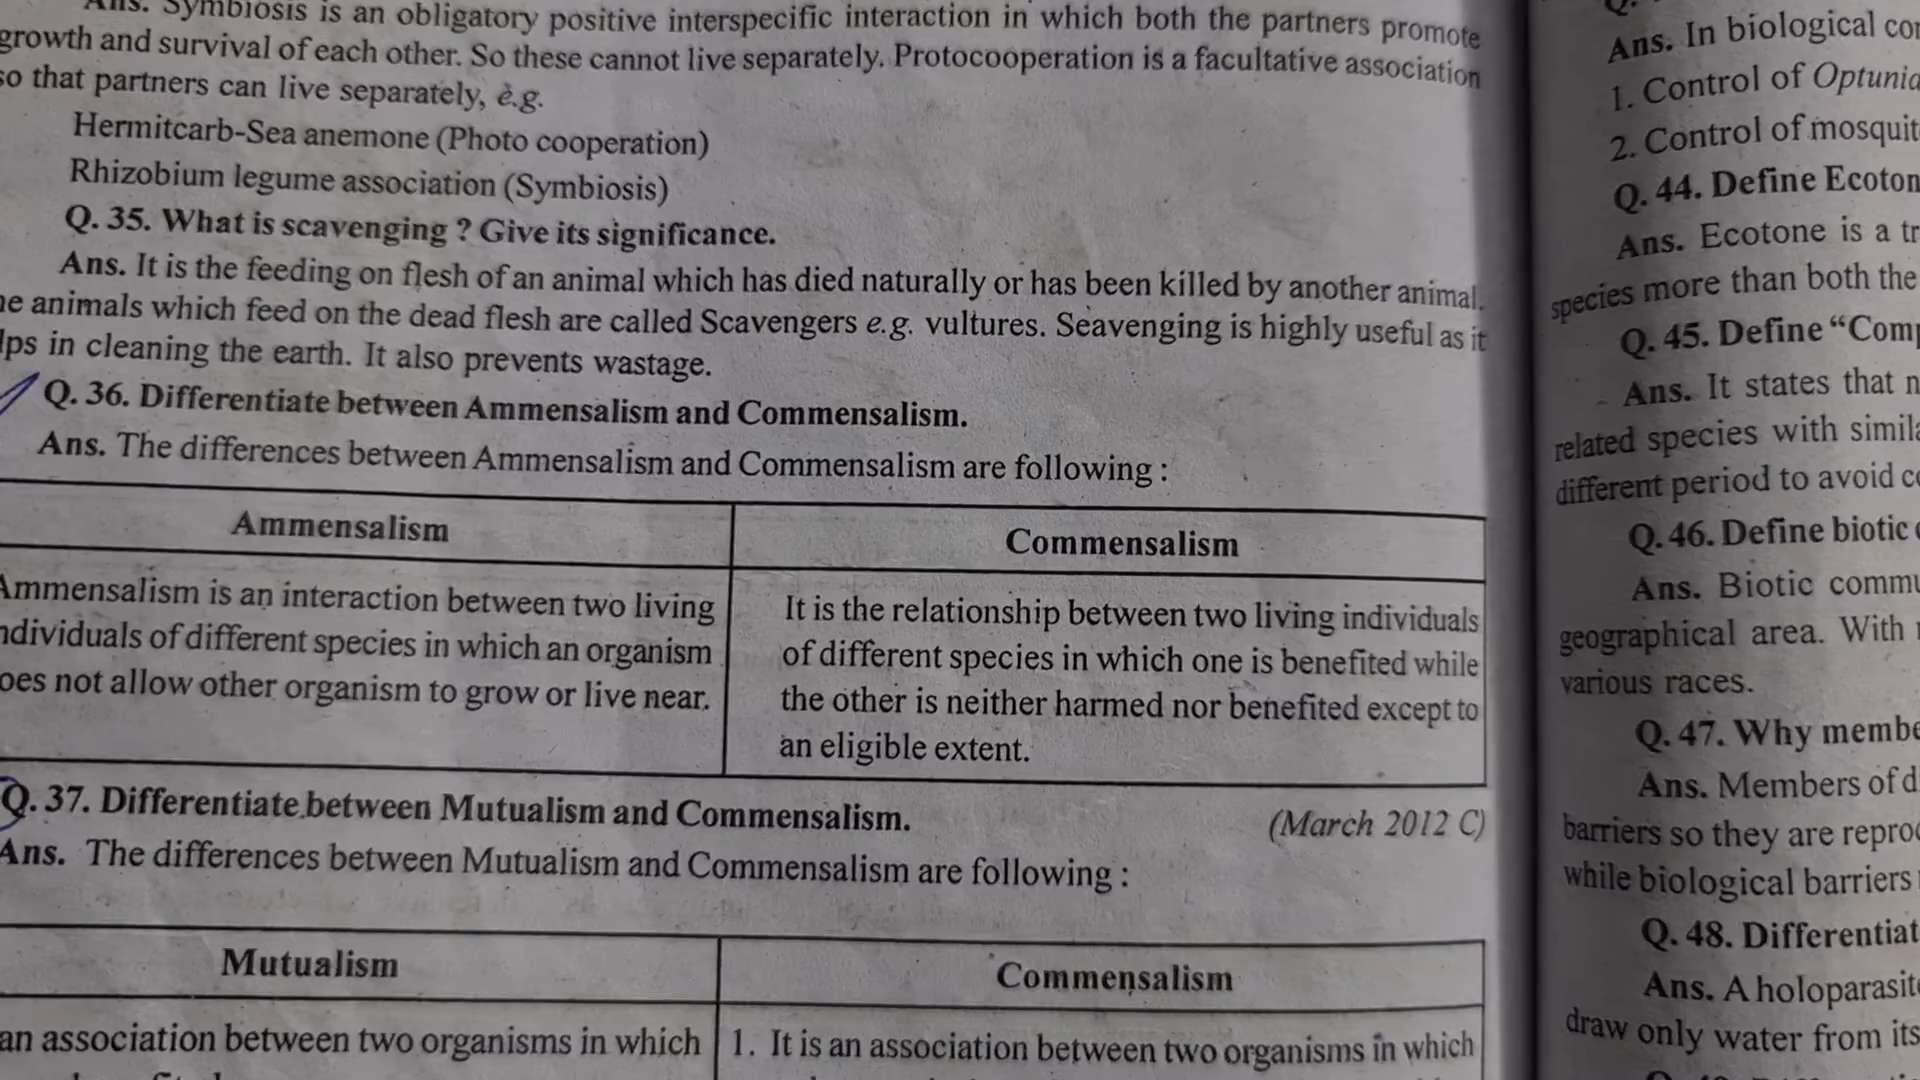 Ans. Symbiosis is an obligatory positive interspecific interaction in which both the partners promote
growth and survival of each other. So these cannot live separately. Protocooperation is a facultative association
so that partners can live separately, e.g.
Hermitcarb-Sea anemone (Photo cooperation)
Rhizobium legume association (Symbiosis)
Q. 35. What is scavenging ? Give its significance.
Ans. It is the feeding on flesh of an animal which has died naturally or has been killed by another animal.
he animals which feed on the dead flesh are called Scavengers e.g. vultures. Seavenging is highly useful as it
lps in cleaning the earth. It also prevents wastage.
Q. 36. Differentiate between Ammensalism and Commensalism.
Ans. The differences between Ammensalism and Commensalism are following :
Ammensalism
Ammensalism is an interaction between two living
ndividuals of different species in which an organism
oes not allow other organism to grow or live near.
Commensalism
It is the relationship between two living individuals
of different species in which one is benefited while
the other is neither harmed nor benefited except to
an eligible extent.
Q. 37. Differentiate between Mutualism and Commensalism. (March 2012 C)
Ans. The differences between Mutualism and Commensalism are following :
Mutualism
an association between two organisms in which
Commensalism
1. It is an association between two organisms in which
Ans. In biological con
1. Control of Optunia
2. Control of mosquit
Q. 44. Define Ecoton
Ans. Ecotone is a tr
species more than both the
Q. 45. Define “Comp
Ans. It states that n
related species with simila
different period to avoid co
Q. 46. Define biotic
Ans. Biotic commu
geographical area. With
various races.
Q. 47. Why membe
Ans. Members of d
barriers so they are reproc
while biological barriers
Q. 48. Differentiat
Ans. A holoparasite
draw only water from its